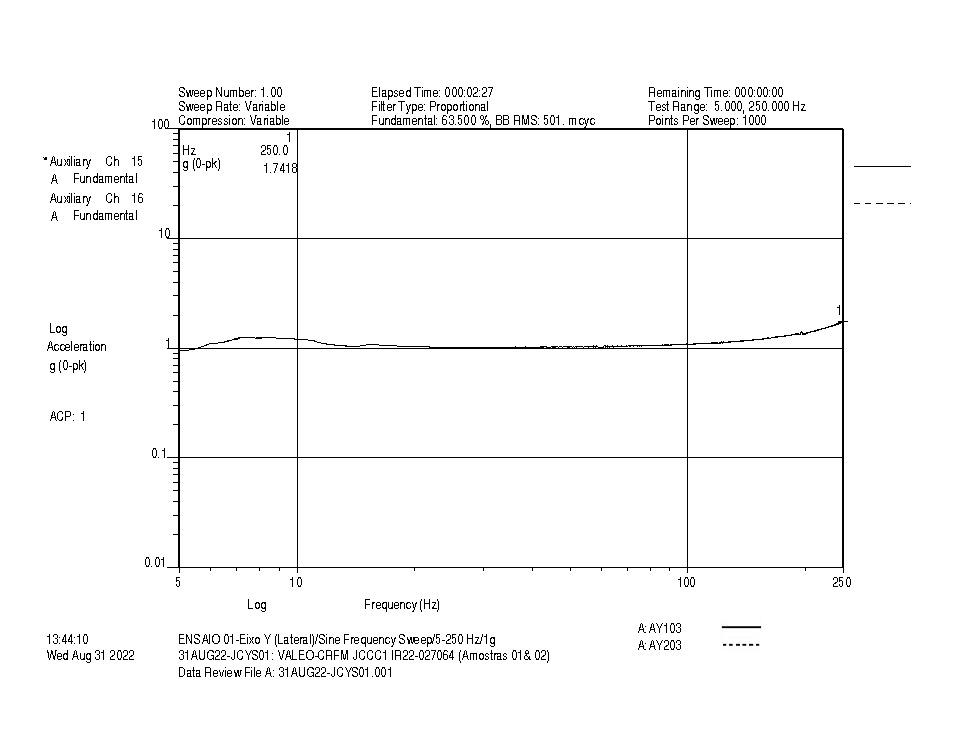 Sweep Number: 1.00 Elapsed Time: 000:02:27 Remaining Time: 000:00:00
Sweep Rate: Variable Filter Type: Proportional Test Range: 5.000, 250.000 Hz
Compression: Variable Fundamental: 63.500 %, BB RMS: 501. mcyc Points Per Sweep: 1000
100
1
Hz 250.0
g (0-pk) 1.7418
* Auxiliary Ch 15
A Fundamental
Auxiliary Ch 16
A Fundamental
10
1
Log
Acceleration
g (0-pk)
1
ACP: 1
0.1
0.01
5 10 100 250
Log Frequency (Hz)
A: AY103
A: AY203
13:44:10 ENSAIO 01-Eixo Y (Lateral)/Sine Frequency Sweep/5-250 Hz/1g
Wed Aug 31 2022 31AUG22-JCYS01: VALEO-CRFM JCCC1 IR22-027064 (Amostras 01& 02)
Data Review File A: 31AUG22-JCYS01.001